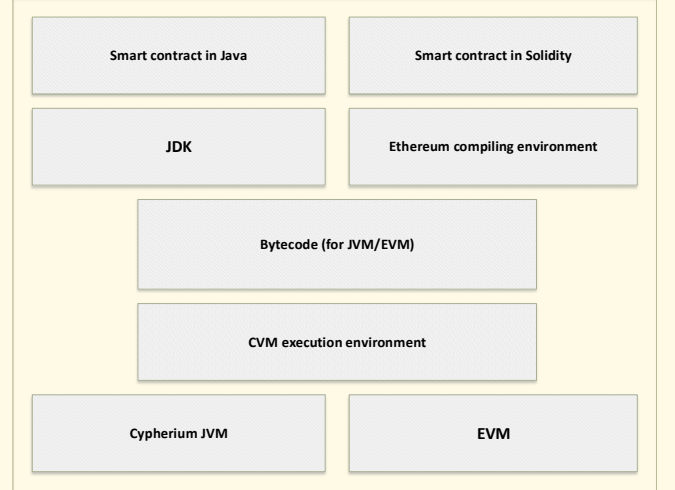 Smart contract in Java
Smart contract in Solidity
JDK
Ethereum compiling environment
Bytecode (for JVM/EVM)
CVM execution environment
Cypherium JVM
EVM